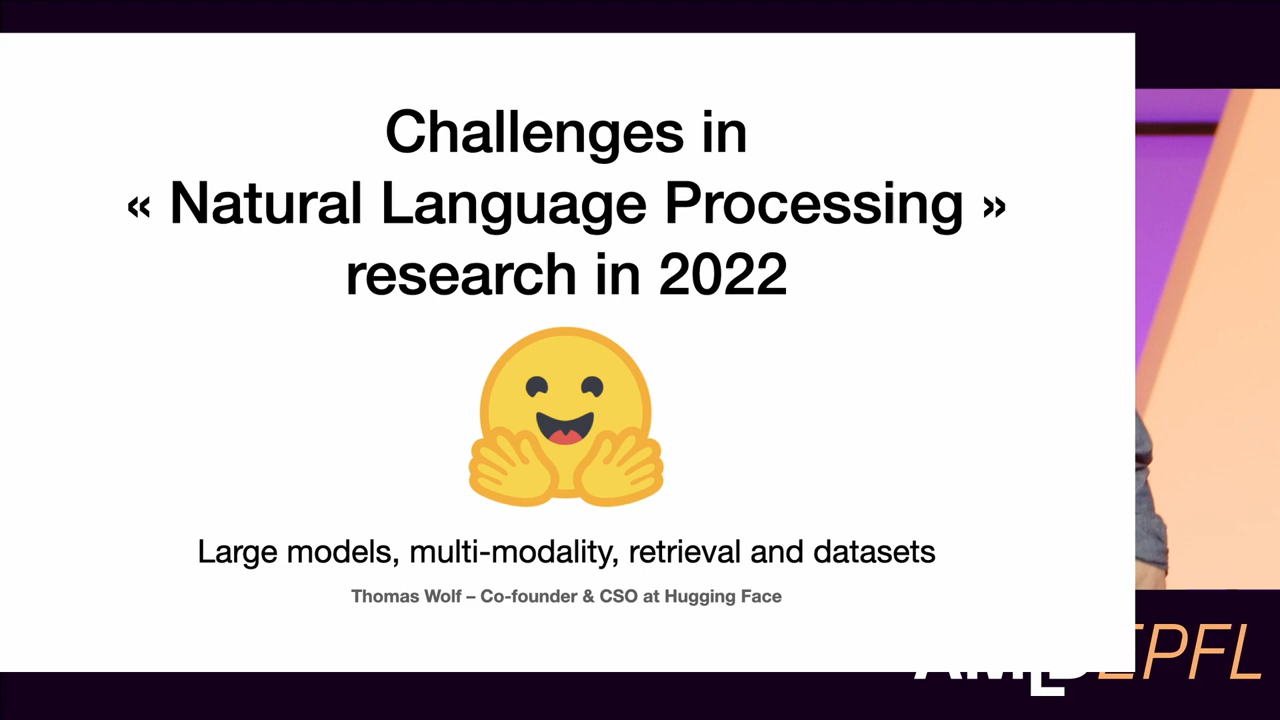 Challenges in
« Natural Language Processing »
research in 2022
Large models, multi-modality, retrieval and datasets
Thomas Wolf – Co-founder & CSO at Hugging Face
EPFL